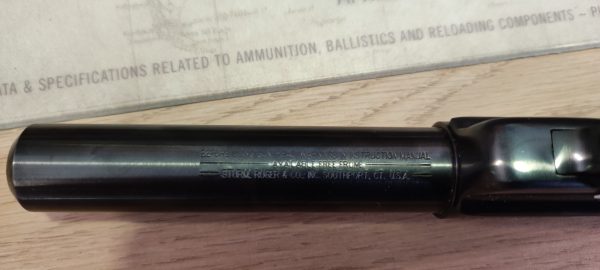 TA & SPECIFICATIONS RELATED TO AMMUNITION, BALLISTICS AND RELOADING COMPONENTS – P
INSTRUCTION MANUAL
AVAILABLE FREE FROM
STURM, RUGER & CO., INC. SOUTHPORT, CT. U.S.A.